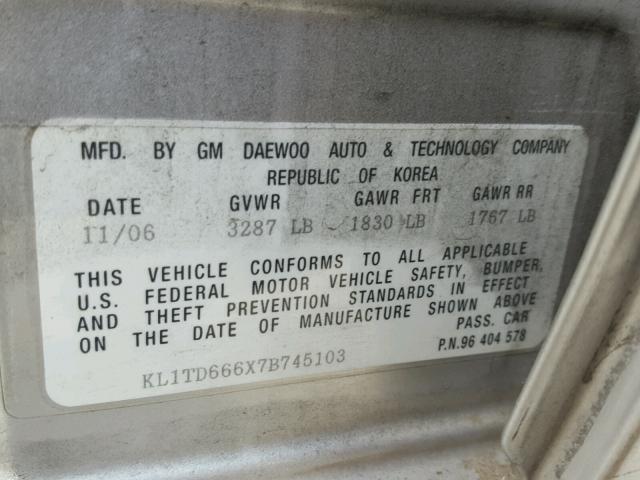 MFD. BY GM DAEWOO AUTO & TECHNOLOGY COMPANY
REPUBLIC OF KOREA
DATE GVWR GAWR FRT GAWR RR
11/06 3287 LB 1830 LB 1767 LB
THIS VEHICLE CONFORMS TO ALL APPLICABLE
U.S. FEDERAL MOTOR VEHICLE SAFETY, BUMPER,
AND THEFT PREVENTION STANDARDS IN EFFECT
ON THE DATE OF MANUFACTURE SHOWN ABOVE
PASS. CAR
P.N.96 404 578
KL1TD666X7B745103